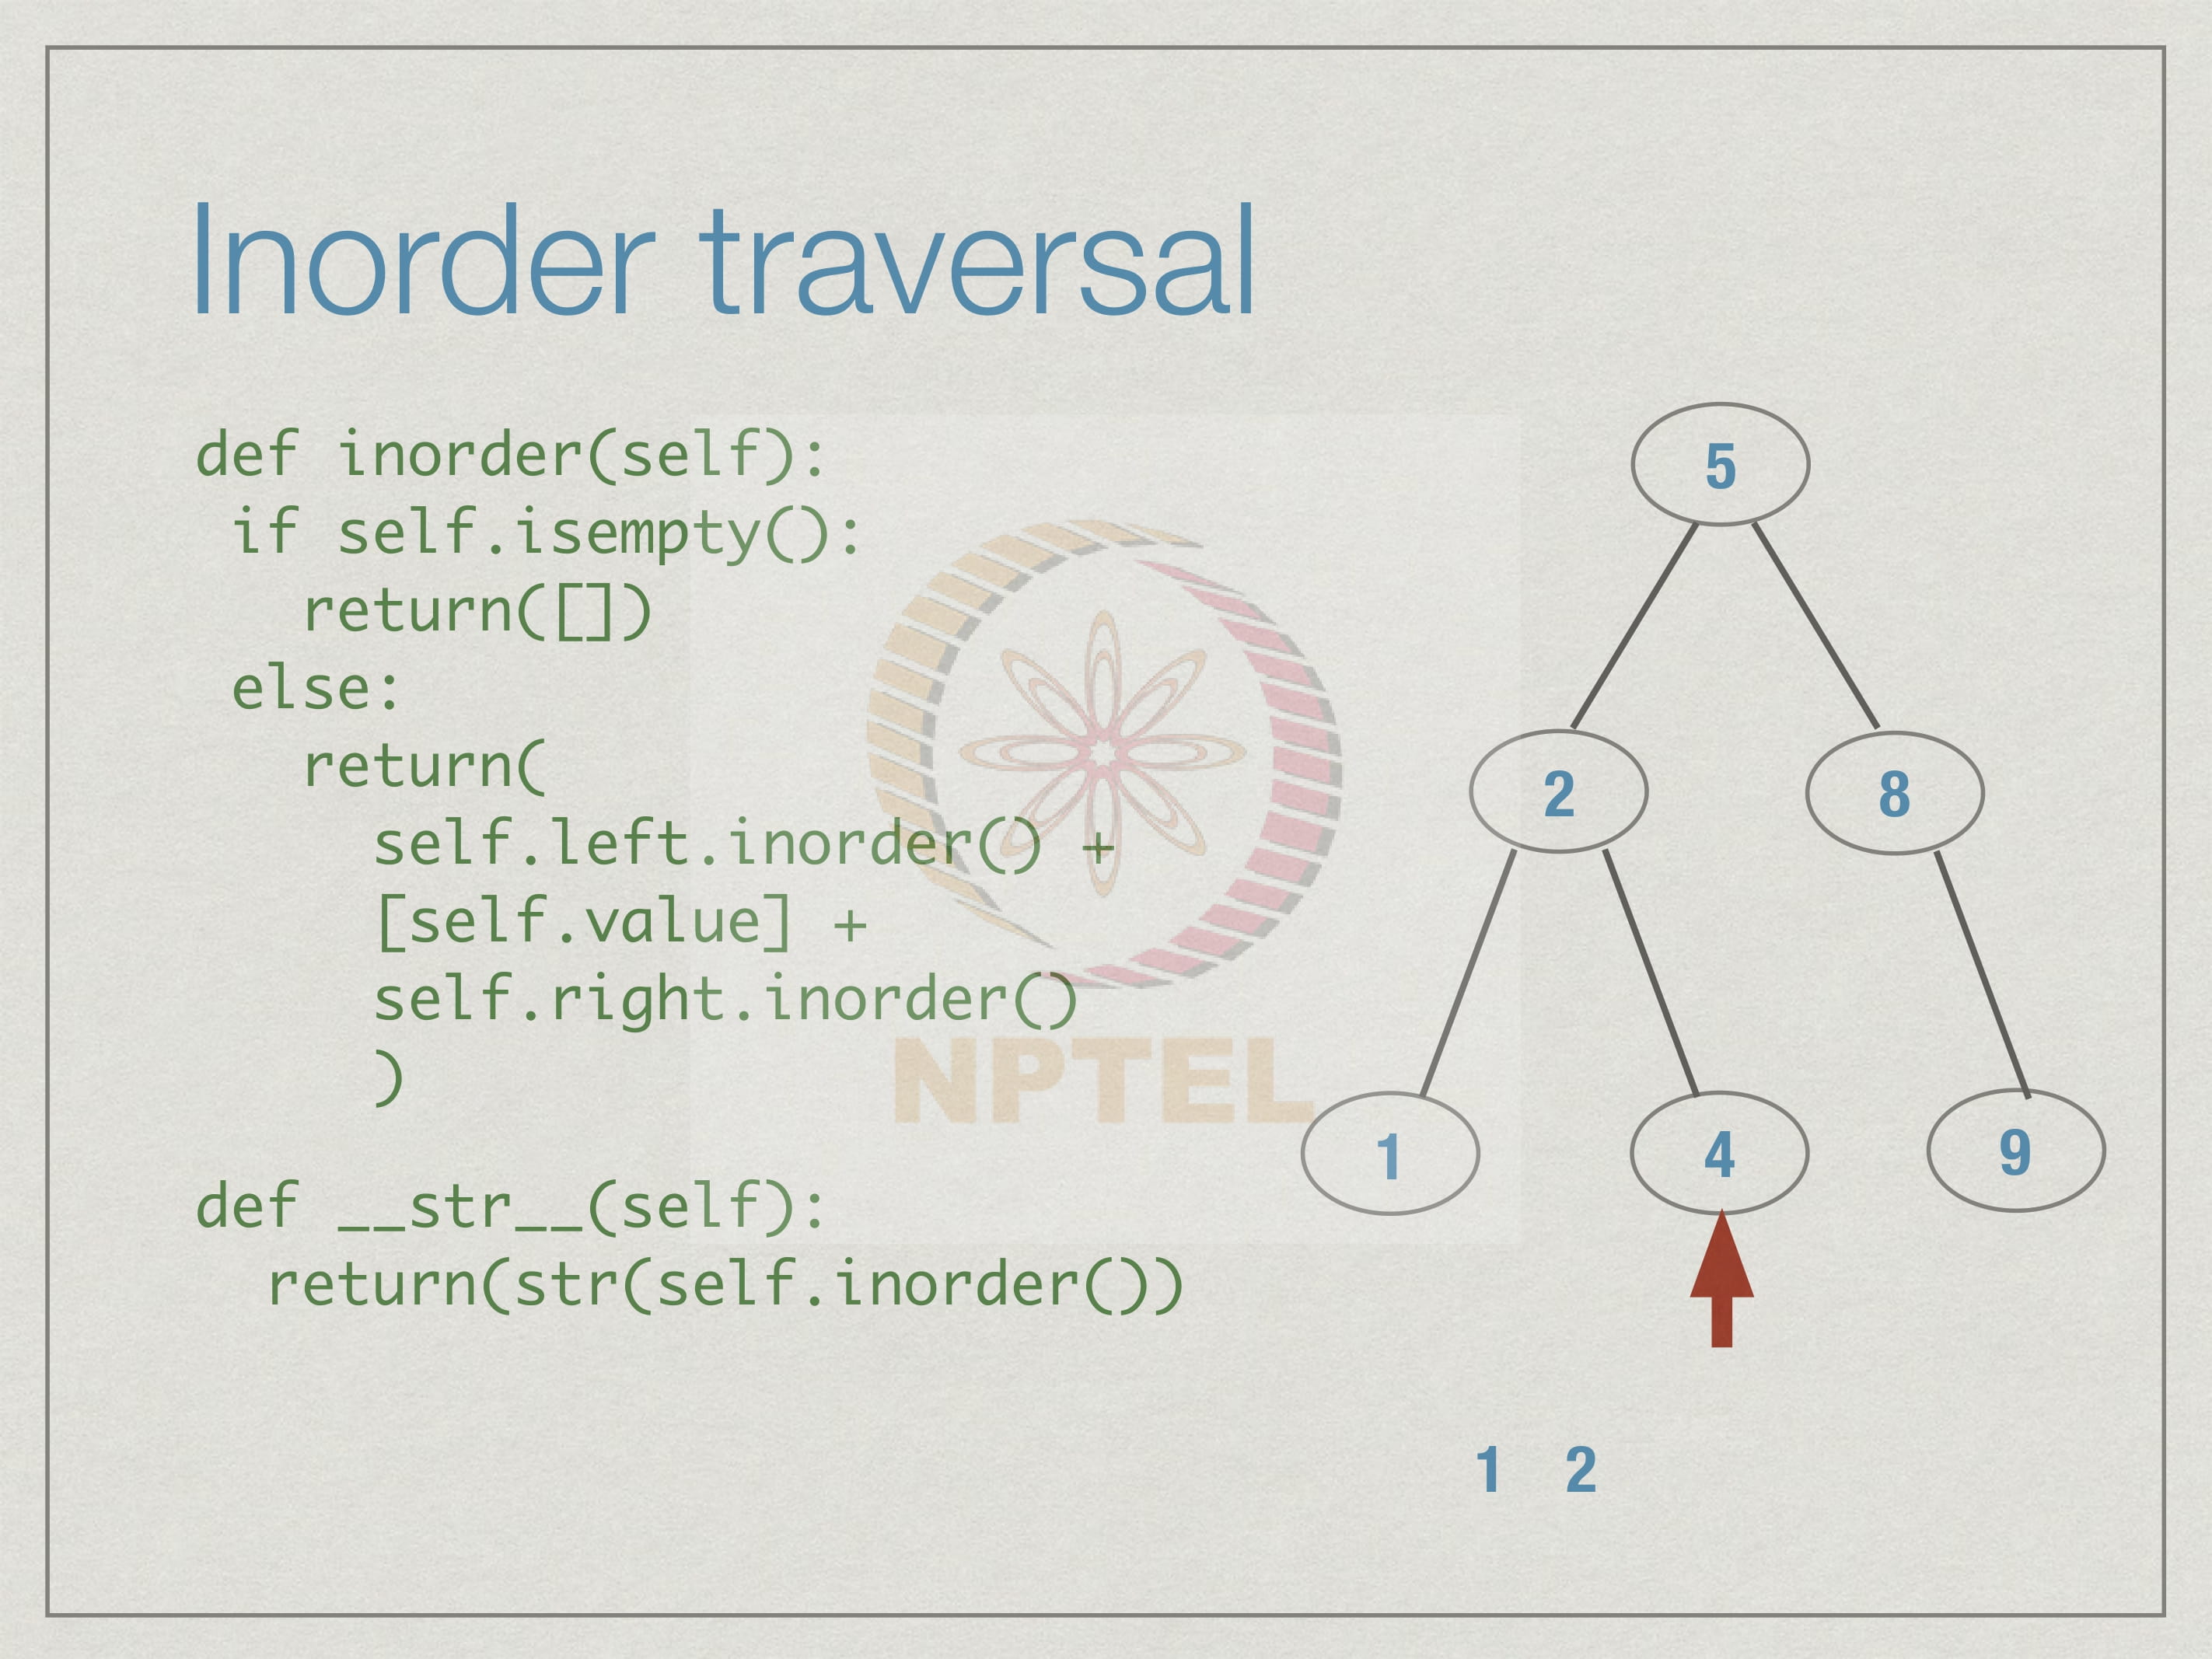 Inorder traversal
def inorder(self):
 if self.isempty():
   return([])
 else:
   return(
     self.left.inorder() +
     [self.value] +
     self.right.inorder()
     )
def __str__(self):
  return(str(self.inorder())
NPTEL
5
2 8
1 4 9
1 2